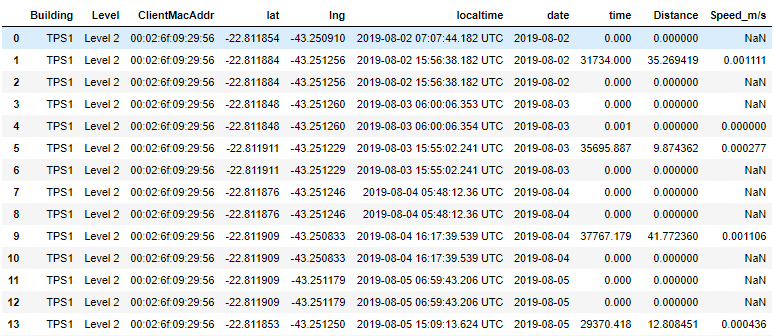 Building Level ClientMacAddr lat lng localtime date time Distance Speed_m/s
0 TPS1 Level 2 00:02:6f:09:29:56 -22.811854 -43.250910 2019-08-02 07:07:44.182 UTC 2019-08-02 0.000 0.000000 NaN
1 TPS1 Level 2 00:02:6f:09:29:56 -22.811884 -43.251256 2019-08-02 15:56:38.182 UTC 2019-08-02 31734.000 35.269419 0.001111
2 TPS1 Level 2 00:02:6f:09:29:56 -22.811884 -43.251256 2019-08-02 15:56:38.182 UTC 2019-08-02 0.000 0.000000 NaN
3 TPS1 Level 2 00:02:6f:09:29:56 -22.811848 -43.251260 2019-08-03 06:00:06.353 UTC 2019-08-03 0.000 0.000000 NaN
4 TPS1 Level 2 00:02:6f:09:29:56 -22.811848 -43.251260 2019-08-03 06:00:06.354 UTC 2019-08-03 0.001 0.000000 0.000000
5 TPS1 Level 2 00:02:6f:09:29:56 -22.811911 -43.251229 2019-08-03 15:55:02.241 UTC 2019-08-03 35695.887 9.874362 0.000277
6 TPS1 Level 2 00:02:6f:09:29:56 -22.811911 -43.251229 2019-08-03 15:55:02.241 UTC 2019-08-03 0.000 0.000000 NaN
7 TPS1 Level 2 00:02:6f:09:29:56 -22.811876 -43.251246 2019-08-04 05:48:12.36 UTC 2019-08-04 0.000 0.000000 NaN
8 TPS1 Level 2 00:02:6f:09:29:56 -22.811876 -43.251246 2019-08-04 05:48:12.36 UTC 2019-08-04 0.000 0.000000 NaN
9 TPS1 Level 2 00:02:6f:09:29:56 -22.811909 -43.250833 2019-08-04 16:17:39.539 UTC 2019-08-04 37767.179 41.772360 0.001106
10 TPS1 Level 2 00:02:6f:09:29:56 -22.811909 -43.250833 2019-08-04 16:17:39.539 UTC 2019-08-04 0.000 0.000000 NaN
11 TPS1 Level 2 00:02:6f:09:29:56 -22.811909 -43.251179 2019-08-05 06:59:43.206 UTC 2019-08-05 0.000 0.000000 NaN
12 TPS1 Level 2 00:02:6f:09:29:56 -22.811909 -43.251179 2019-08-05 06:59:43.206 UTC 2019-08-05 0.000 0.000000 NaN
13 TPS1 Level 2 00:02:6f:09:29:56 -22.811853 -43.251250 2019-08-05 15:09:13.624 UTC 2019-08-05 29370.418 12.808451 0.000436